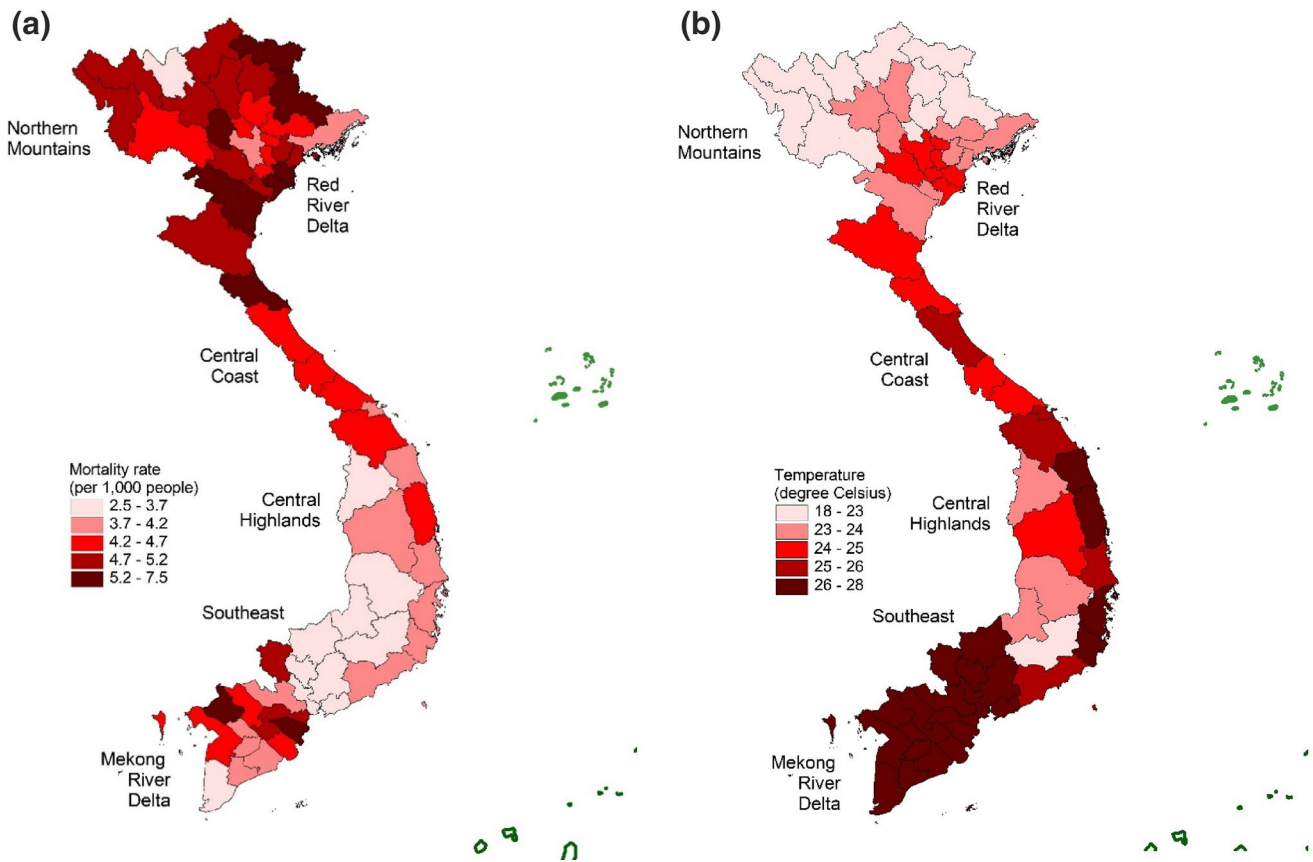 (a)
Northern
Mountains
Red
River
Delta
Central
Coast
Mortality rate
(per 1,000 people)
2.5 - 3.7
3.7 - 4.2
4.2 - 4.7
4.7 - 5.2
5.2 - 7.5
Central
Highlands
Southeast
Mekong
River
Delta
(b)
Northern
Mountains
Red
River
Delta
Central
Coast
Temperature
(degree Celsius)
18 - 23
23 - 24
24 - 25
25 - 26
26 - 28
Central
Highlands
Southeast
Mekong
River
Delta